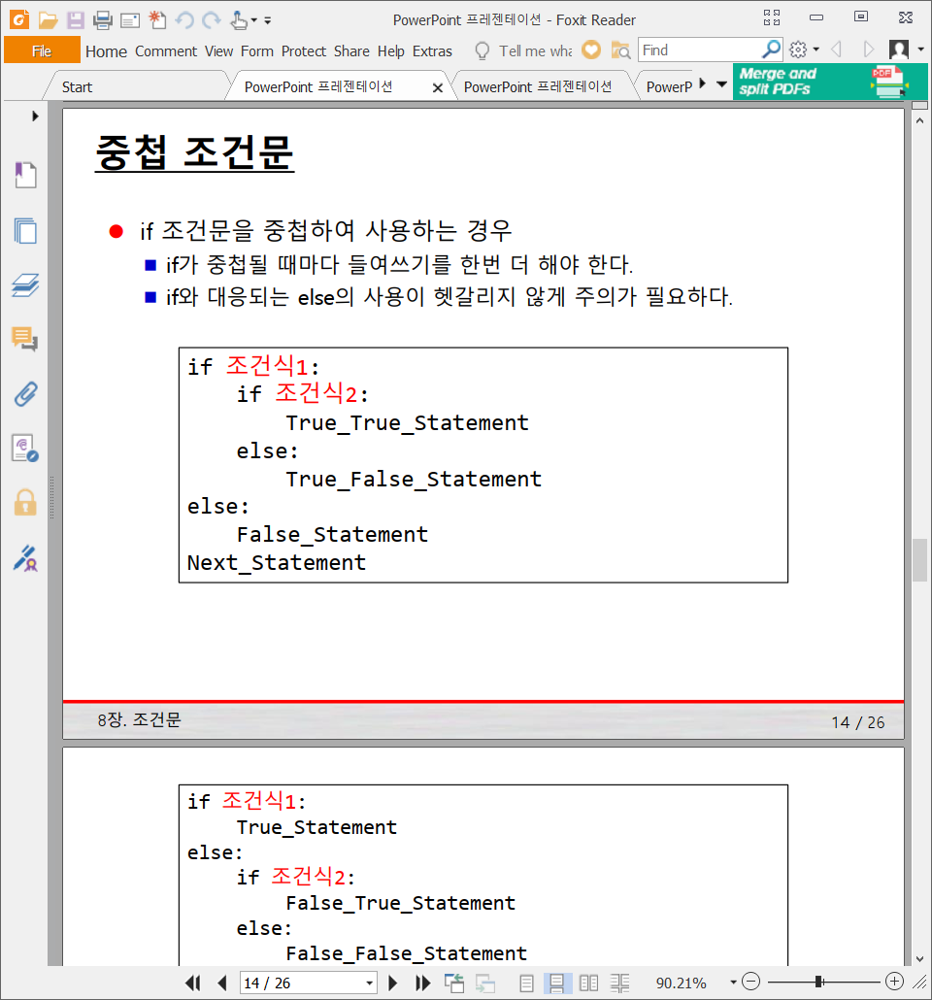 PowerPoint 프레젠테이션 - Foxit Reader
File Home Comment View Form Protect Share Help Extras Tell me wha Find
Start PowerPoint 프레젠테이션 PowerPoint 프레젠테이션 PowerP Merge and split PDFs PDF
중첩 조건문
if 조건문을 중첩하여 사용하는 경우
if가 중첩될 때마다 들여쓰기를 한번 더 해야 한다.
if와 대응되는 else의 사용이 헷갈리지 않게 주의가 필요하다.
if 조건식1:
if 조건식2:
True_True_Statement
else:
True_False_Statement
else:
False_Statement
Next_Statement
8장. 조건문 14 / 26
if 조건식1:
True_Statement
else:
if 조건식2:
False_True_Statement
else:
False_False_Statement
14 / 26 90.21%